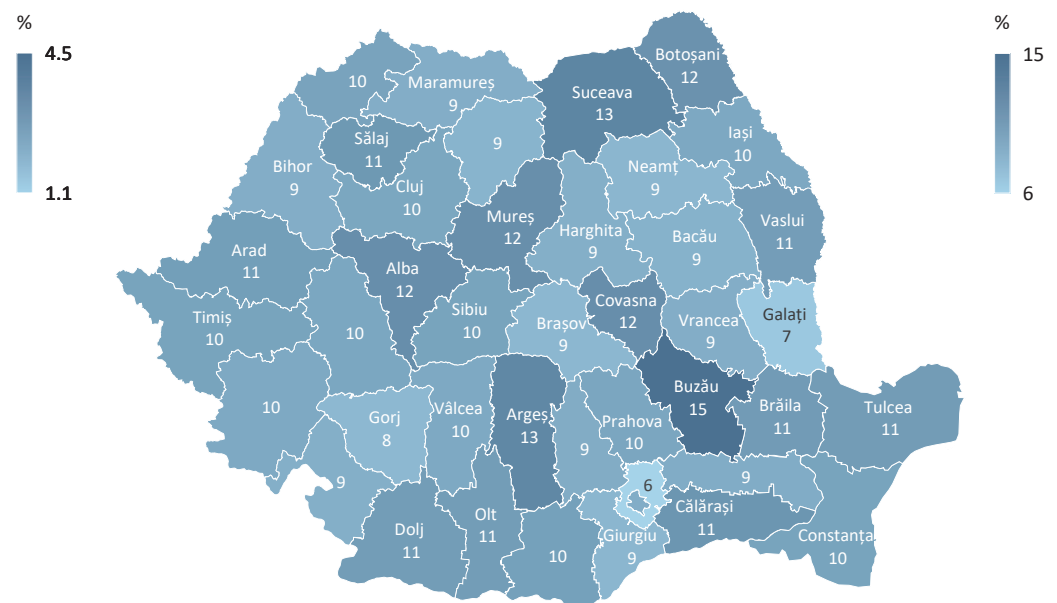 %
4.5
1.1
%
15
6
Botoșani
12
10
Maramureș
9
Suceava
13
Iași
10
Sălaj
11
9
Bihor
9
Cluj
10
Neamț
9
Mureș
12
Harghita
9
Bacău
9
Vaslui
11
Arad
11
Alba
12
Timiș
10
10
Sibiu
10
Brașov
9
Covasna
12
Vrancea
9
Galați
7
10
Gorj
8
Vâlcea
10
Argeș
13
9
Prahova
10
Buzău
15
Brăila
11
Tulcea
11
9
6
9
Dolj
11
Olt
11
10
Giurgiu
9
Călărași
11
Constanța
10